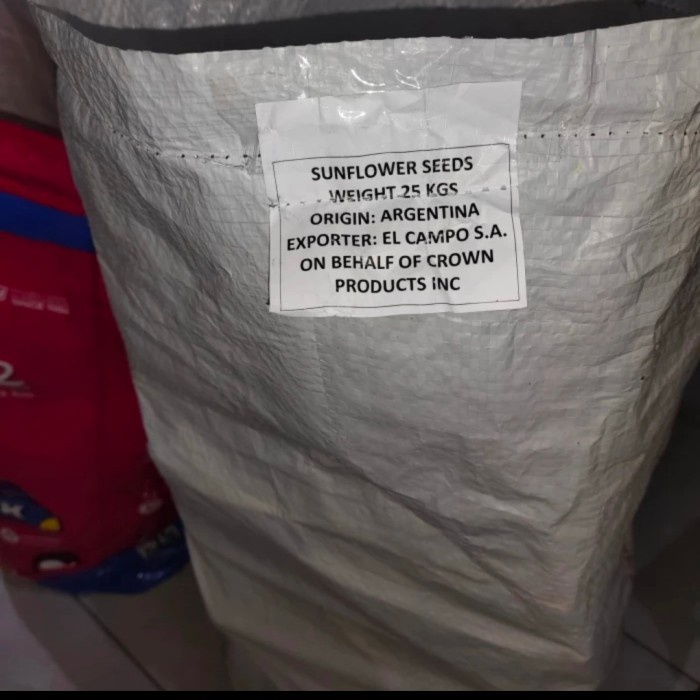 SUNFLOWER SEEDS
WEIGHT 25 KGS
ORIGIN: ARGENTINA
EXPORTER: EL CAMPO S.A.
ON BEHALF OF CROWN
PRODUCTS INC